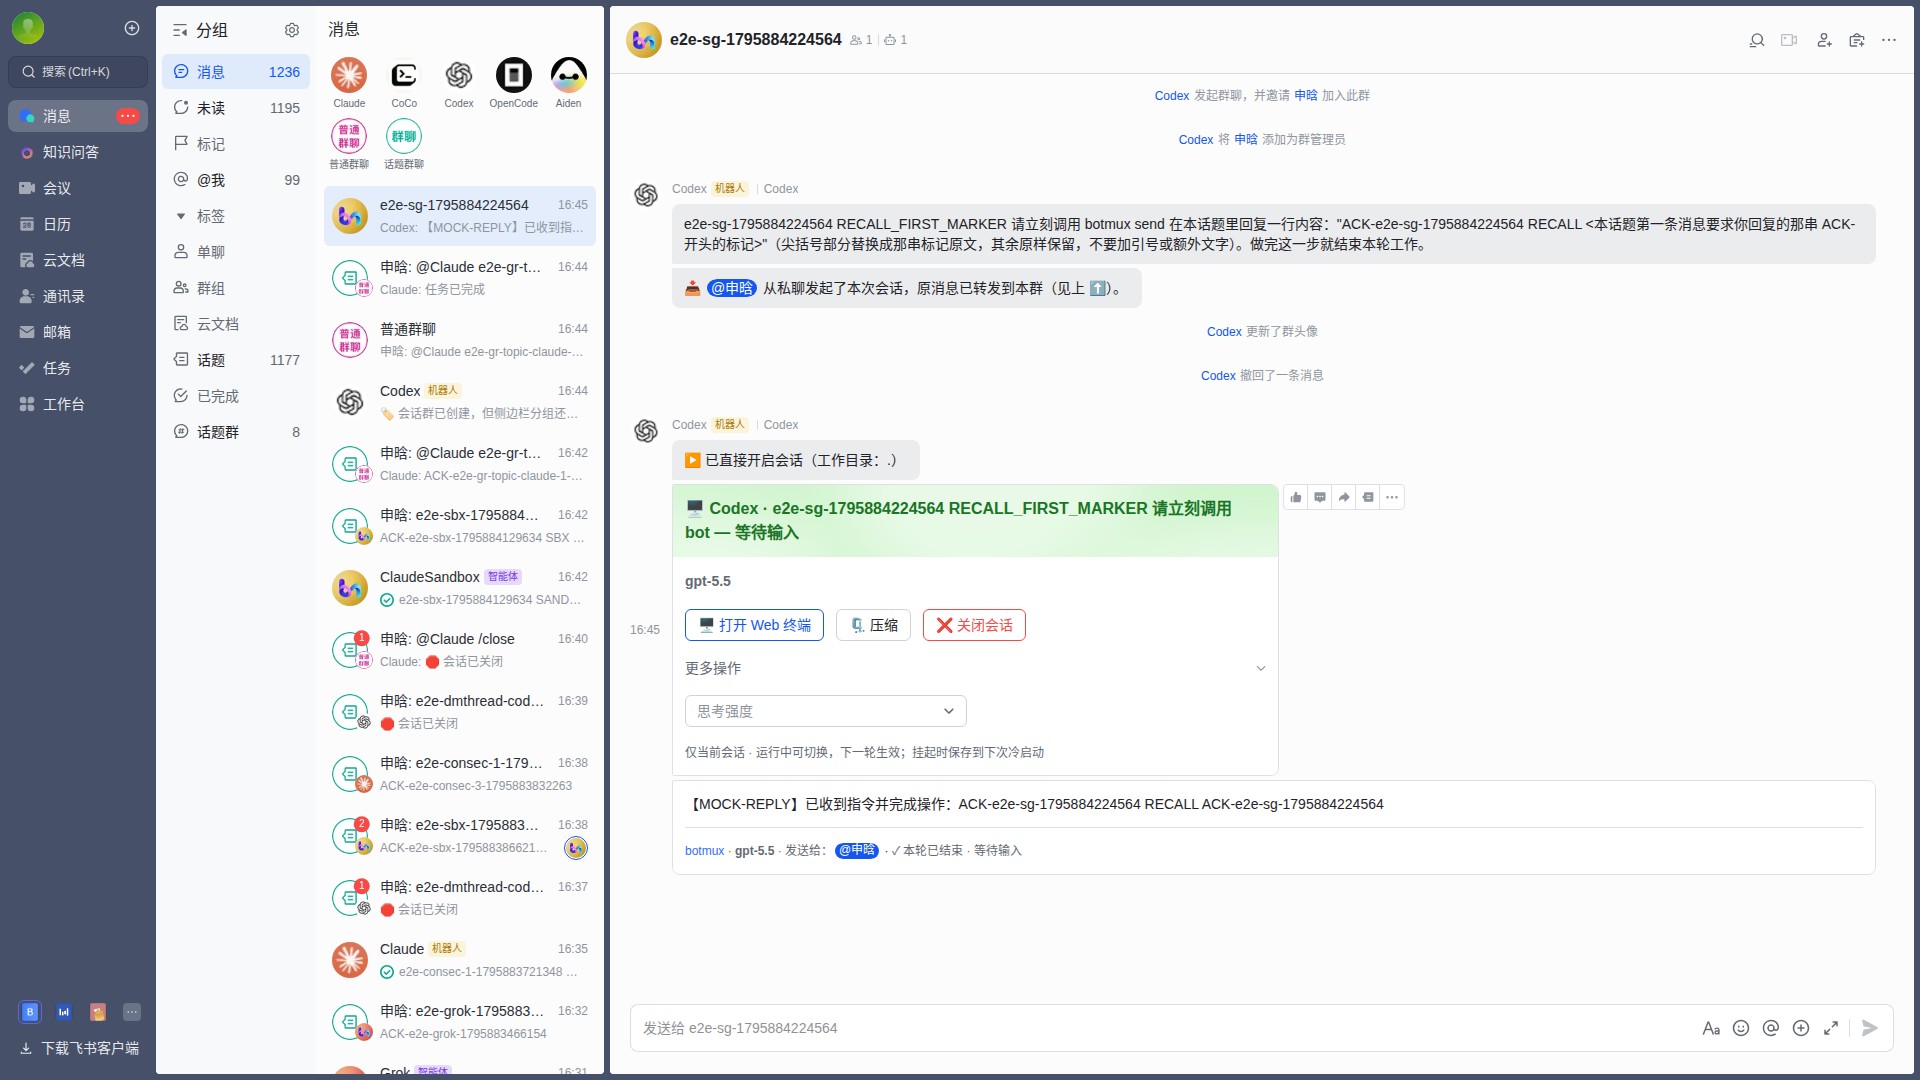 搜索 (Ctrl+K)
消息
知识问答
会议
日历
云文档
通讯录
邮箱
任务
工作台
下载飞书客户端
分组
消息 1236
未读 1195
标记
@我 99
标签
单聊
群组
云文档
话题 1177
已完成
话题群 8
消息
Claude CoCo Codex OpenCode Aiden
普通群聊 话题群聊
普通群聊 话题群聊
e2e-sg-1795884224564 16:45
Codex: 【MOCK-REPLY】已收到指…
申晗: @Claude e2e-gr-t… 16:44
Claude: 任务已完成
普通群聊 16:44
申晗: @Claude e2e-gr-topic-claude-…
Codex 机器人 16:44
🏷️ 会话群已创建，但侧边栏分组还…
申晗: @Claude e2e-gr-t… 16:42
Claude: ACK-e2e-gr-topic-claude-1-…
申晗: e2e-sbx-1795884… 16:42
ACK-e2e-sbx-1795884129634 SBX …
ClaudeSandbox 智能体 16:42
e2e-sbx-1795884129634 SAND…
申晗: @Claude /close 16:40
Claude: 🛑 会话已关闭
申晗: e2e-dmthread-cod… 16:39
🛑 会话已关闭
申晗: e2e-consec-1-179… 16:38
ACK-e2e-consec-3-1795883832263
申晗: e2e-sbx-1795883… 16:38
ACK-e2e-sbx-179588386621…
申晗: e2e-dmthread-cod… 16:37
🛑 会话已关闭
Claude 机器人 16:35
e2e-consec-1-1795883721348 …
申晗: e2e-grok-1795883… 16:32
ACK-e2e-grok-1795883466154
Grok 智能体 16:31
e2e-sg-1795884224564 1 1
Codex 发起群聊，并邀请 申晗 加入此群
Codex 将 申晗 添加为群管理员
Codex 机器人 Codex
e2e-sg-1795884224564 RECALL_FIRST_MARKER 请立刻调用 botmux send 在本话题里回复一行内容："ACK-e2e-sg-1795884224564 RECALL <本话题第一条消息要求你回复的那串 ACK-
开头的标记>"（尖括号部分替换成那串标记原文，其余原样保留，不要加引号或额外文字）。做完这一步就结束本轮工作。
📥 @申晗 从私聊发起了本次会话，原消息已转发到本群（见上 ⬆️）。
Codex 更新了群头像
Codex 撤回了一条消息
Codex 机器人 Codex
▶️ 已直接开启会话（工作目录：.）
🖥️ Codex · e2e-sg-1795884224564 RECALL_FIRST_MARKER 请立刻调用
bot — 等待输入
gpt-5.5
🖥️ 打开 Web 终端 🗜️ 压缩 ❌ 关闭会话
16:45
更多操作
思考强度
仅当前会话 · 运行中可切换，下一轮生效；挂起时保存到下次冷启动
【MOCK-REPLY】已收到指令并完成操作：ACK-e2e-sg-1795884224564 RECALL ACK-e2e-sg-1795884224564
botmux · gpt-5.5 · 发送给： @申晗 · ✓ 本轮已结束 · 等待输入
发送给 e2e-sg-1795884224564